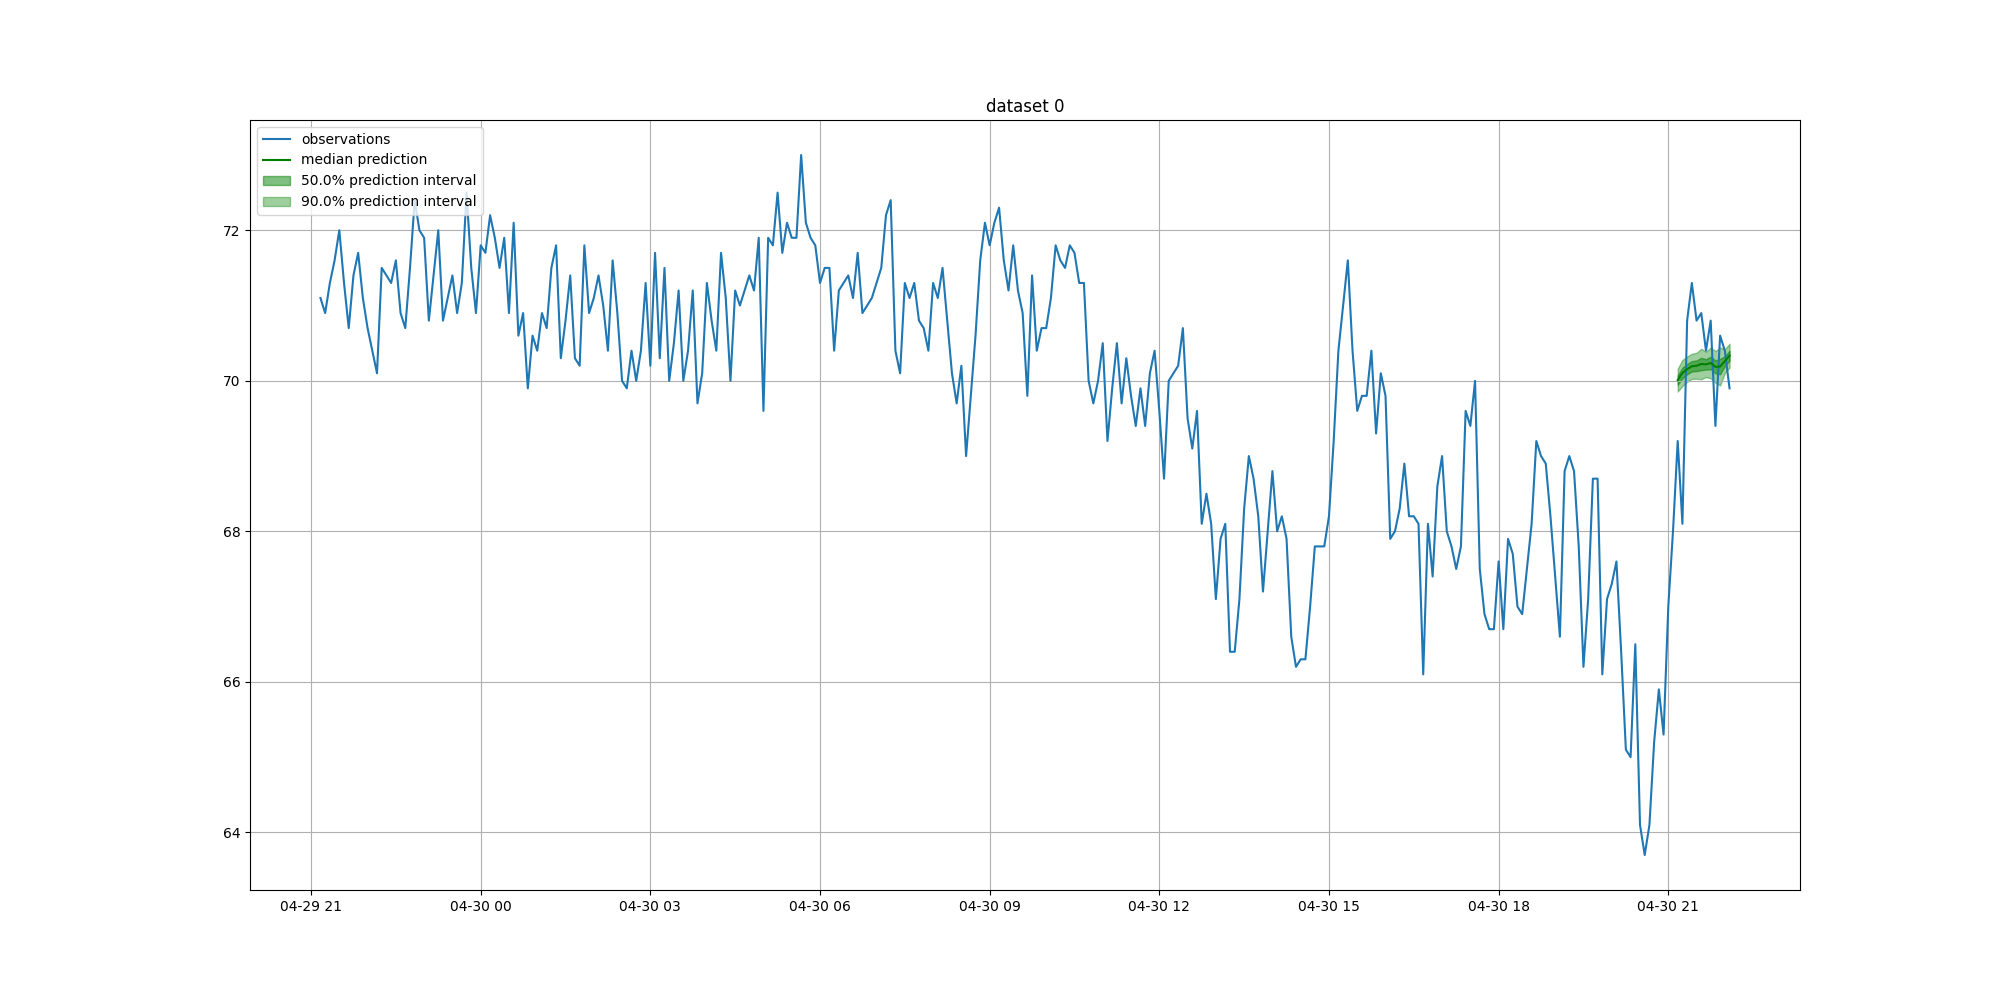 dataset 0
observations
median prediction
50.0% prediction interval
90.0% prediction interval
72
70
68
66
64
04-29 21 04-30 00 04-30 03 04-30 06 04-30 09 04-30 12 04-30 15 04-30 18 04-30 21